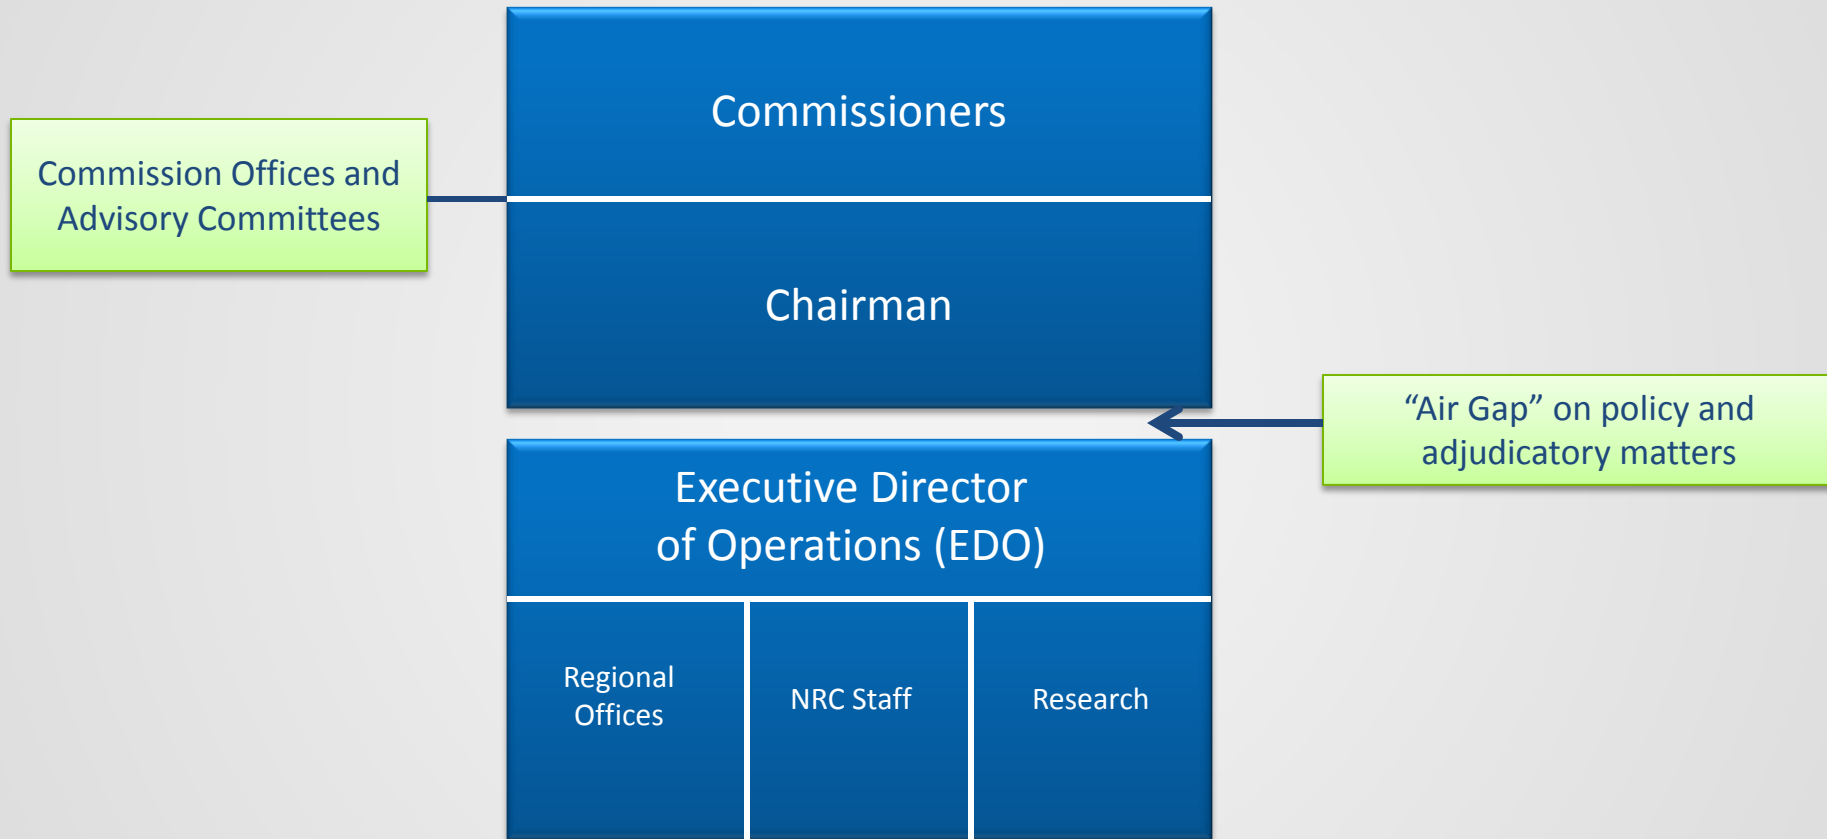 Commissioners
Commission Offices and
Advisory Committees
Chairman
“Air Gap” on policy and
adjudicatory matters
Executive Director
of Operations (EDO)
Regional
Offices
NRC Staff
Research